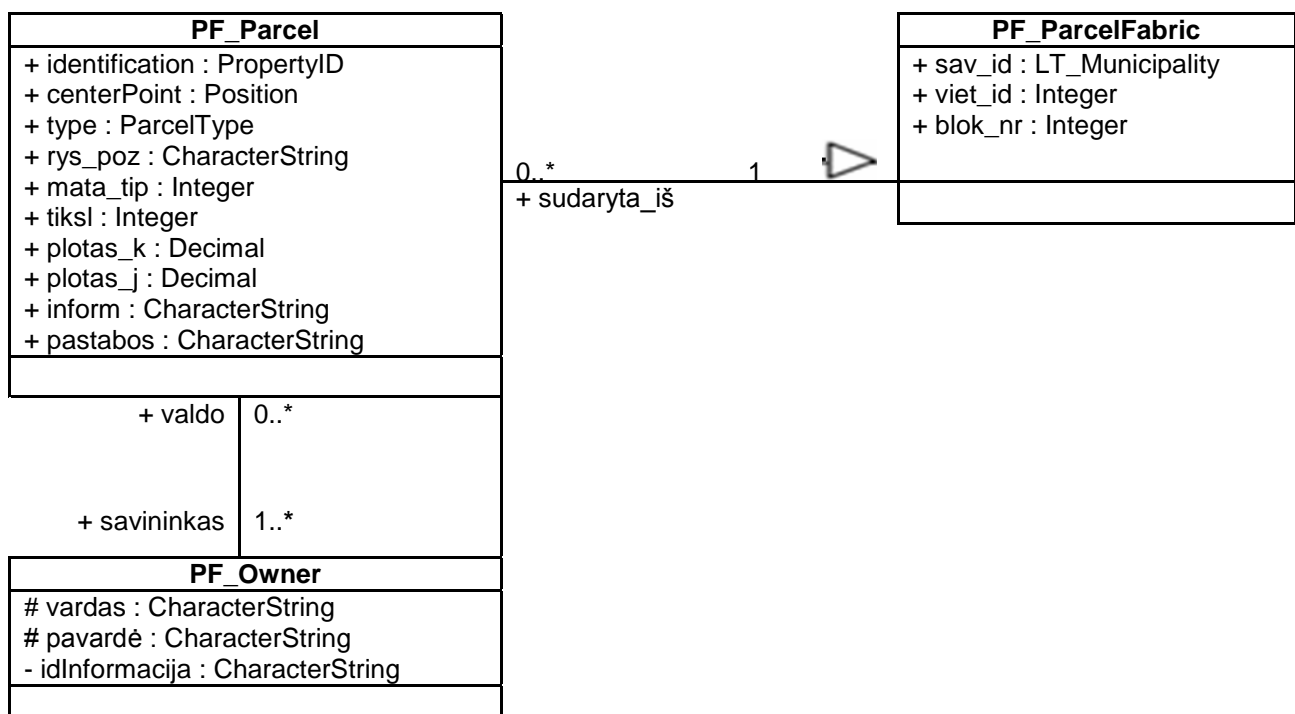 PF_Parcel
+ identification : PropertyID
+ centerPoint : Position
+ type : ParcelType
+ rys_poz : CharacterString
+ mata_tip : Integer
+ tiksl : Integer
+ plotas_k : Decimal
+ plotas_j : Decimal
+ inform : CharacterString
+ pastabos : CharacterString
0..*
1
+ sudaryta_iš
PF_ParcelFabric
+ sav_id : LT_Municipality
+ viet_id : Integer
+ blok_nr : Integer
+ valdo
0..*
+ savininkas
1..*
PF_Owner
# vardas : CharacterString
# pavardė : CharacterString
- idInformacija : CharacterString